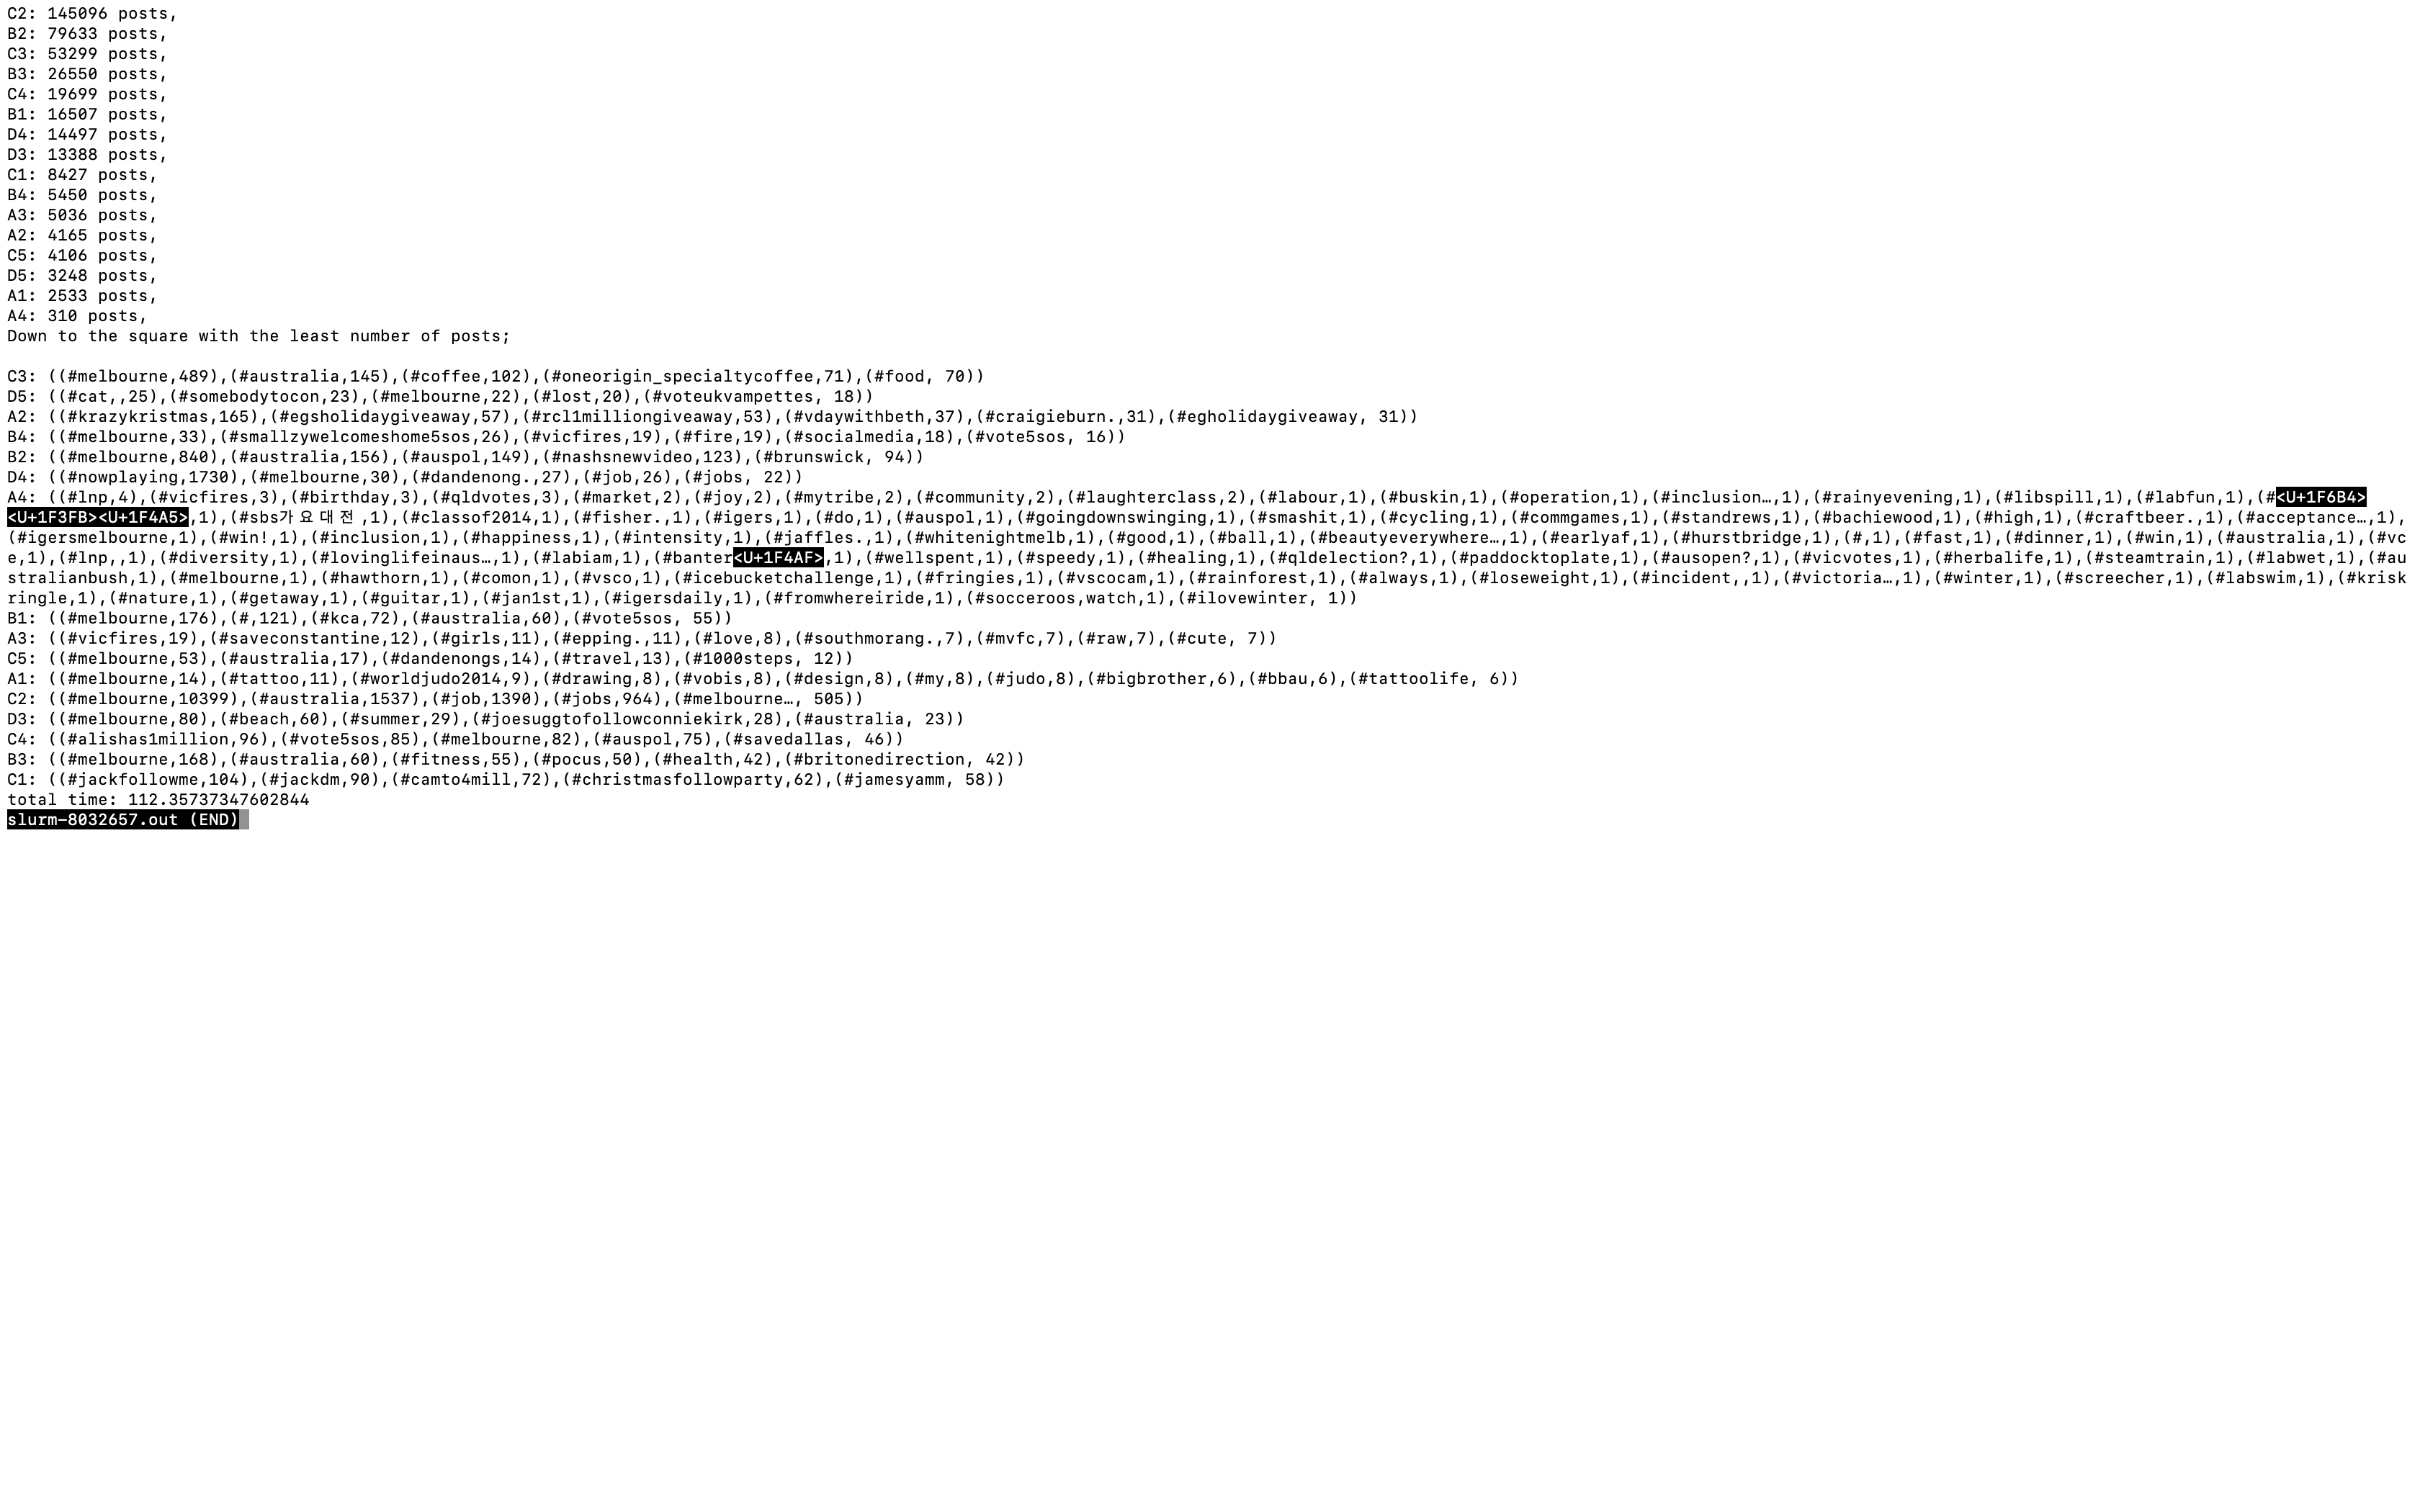 C2: 145096 posts,
B2: 79633 posts,
C3: 53299 posts,
B3: 26550 posts,
C4: 19699 posts,
B1: 16507 posts,
D4: 14497 posts,
D3: 13388 posts,
C1: 8427 posts,
B4: 5450 posts,
A3: 5036 posts,
A2: 4165 posts,
C5: 4106 posts,
D5: 3248 posts,
A1: 2533 posts,
A4: 310 posts,
Down to the square with the least number of posts;
C3: ((#melbourne,489),(#australia,145),(#coffee,102),(#oneorigin_specialtycoffee,71),(#food, 70))
D5: ((#cat,,25),(#somebodytocon,23),(#melbourne,22),(#lost,20),(#voteukvampettes, 18))
A2: ((#krazykristmas,165),(#egsholidaygiveaway,57),(#rcl1milliongiveaway,53),(#vdaywithbeth,37),(#craigieburn.,31),(#egholidaygiveaway, 31))
B4: ((#melbourne,33),(#smallzywelcomeshome5sos,26),(#vicfires,19),(#fire,19),(#socialmedia,18),(#vote5sos, 16))
B2: ((#melbourne,840),(#australia,156),(#auspol,149),(#nashsnewvideo,123),(#brunswick, 94))
D4: ((#nowplaying,1730),(#melbourne,30),(#dandenong.,27),(#job,26),(#jobs, 22))
A4: ((#lnp,4),(#vicfires,3),(#birthday,3),(#qldvotes,3),(#market,2),(#joy,2),(#mytribe,2),(#community,2),(#laughterclass,2),(#labour,1),(#buskin,1),(#operation,1),(#inclusion…,1),(#rainyevening,1),(#libspill,1),(#labfun,1),(#<U+1F6B4>
<U+1F3FB><U+1F4A5>,1),(#sbs가요대전,1),(#classof2014,1),(#fisher.,1),(#igers,1),(#do,1),(#auspol,1),(#goingdownswinging,1),(#smashit,1),(#cycling,1),(#commgames,1),(#standrews,1),(#bachiewood,1),(#high,1),(#craftbeer.,1),(#acceptance…,1),
(#igersmelbourne,1),(#win!,1),(#inclusion,1),(#happiness,1),(#intensity,1),(#jaffles.,1),(#whitenightmelb,1),(#good,1),(#ball,1),(#beautyeverywhere…,1),(#earlyaf,1),(#hurstbridge,1),(#,1),(#fast,1),(#dinner,1),(#win,1),(#australia,1),(#vc
e,1),(#lnp,,1),(#diversity,1),(#lovinglifeinaus…,1),(#labiam,1),(#banter<U+1F4AF>,1),(#wellspent,1),(#speedy,1),(#healing,1),(#qldelection?,1),(#paddocktoplate,1),(#ausopen?,1),(#vicvotes,1),(#herbalife,1),(#steamtrain,1),(#labwet,1),(#au
stralianbush,1),(#melbourne,1),(#hawthorn,1),(#comon,1),(#vsco,1),(#icebucketchallenge,1),(#fringies,1),(#vscocam,1),(#rainforest,1),(#always,1),(#loseweight,1),(#incident,,1),(#victoria…,1),(#winter,1),(#screecher,1),(#labswim,1),(#krisk
ringle,1),(#nature,1),(#getaway,1),(#guitar,1),(#jan1st,1),(#igersdaily,1),(#fromwhereiride,1),(#socceroos,watch,1),(#ilovewinter, 1))
B1: ((#melbourne,176),(#,121),(#kca,72),(#australia,60),(#vote5sos, 55))
A3: ((#vicfires,19),(#saveconstantine,12),(#girls,11),(#epping.,11),(#love,8),(#southmorang.,7),(#mvfc,7),(#raw,7),(#cute, 7))
C5: ((#melbourne,53),(#australia,17),(#dandenongs,14),(#travel,13),(#1000steps, 12))
A1: ((#melbourne,14),(#tattoo,11),(#worldjudo2014,9),(#drawing,8),(#vobis,8),(#design,8),(#my,8),(#judo,8),(#bigbrother,6),(#bbau,6),(#tattoolife, 6))
C2: ((#melbourne,10399),(#australia,1537),(#job,1390),(#jobs,964),(#melbourne…, 505))
D3: ((#melbourne,80),(#beach,60),(#summer,29),(#joesuggtofollowconniekirk,28),(#australia, 23))
C4: ((#alishas1million,96),(#vote5sos,85),(#melbourne,82),(#auspol,75),(#savedallas, 46))
B3: ((#melbourne,168),(#australia,60),(#fitness,55),(#pocus,50),(#health,42),(#britonedirection, 42))
C1: ((#jackfollowme,104),(#jackdm,90),(#camto4mill,72),(#christmasfollowparty,62),(#jamesyamm, 58))
total time: 112.35737347602844
slurm-8032657.out (END)